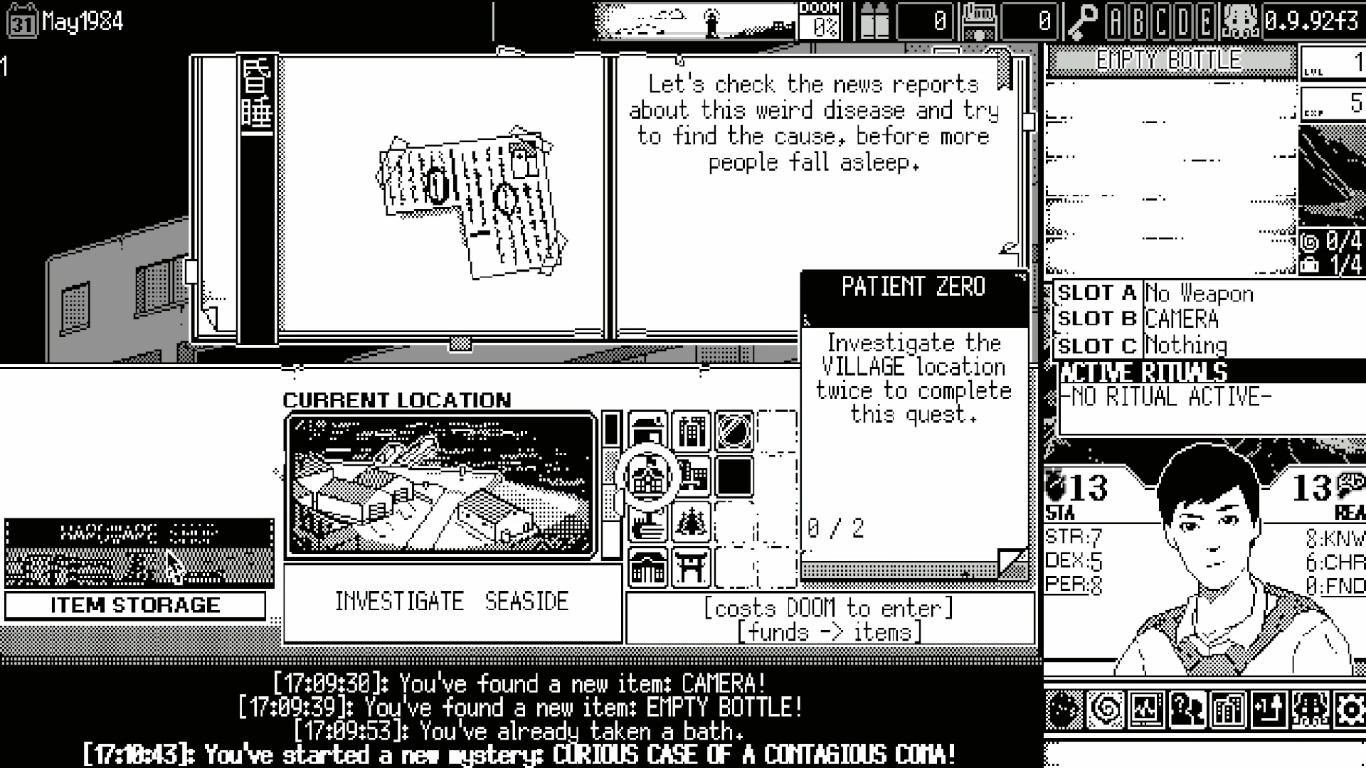 31 May1984
DOOM
0%
0
0
A B C D E
0.9.92f3
1
昏睡
Let's check the news reports
about this weird disease and try
to find the cause, before more
people fall asleep.
EMPTY BOTTLE
LVL 1
EXP 5
0/4
1/4
PATIENT ZERO
Investigate the
VILLAGE location
twice to complete
this quest.
0 / 2
SLOT A No Weapon
SLOT B CAMERA
SLOT C Nothing
ACTIVE RITUALS
-NO RITUAL ACTIVE-
CURRENT LOCATION
HARDWARE SHOP
ITEM STORAGE
INVESTIGATE SEASIDE
[costs DOOM to enter]
[funds -> items]
13
STA
13
REA
STR:7
DEX:5
PER:8
8:KNW
6:CHR
0:FND
[17:09:30]: You've found a new item: CAMERA!
[17:09:39]: You've found a new item: EMPTY BOTTLE!
[17:09:53]: You've already taken a bath.
[17:10:43]: You've started a new mystery: CURIOUS CASE OF A CONTAGIOUS COMA!